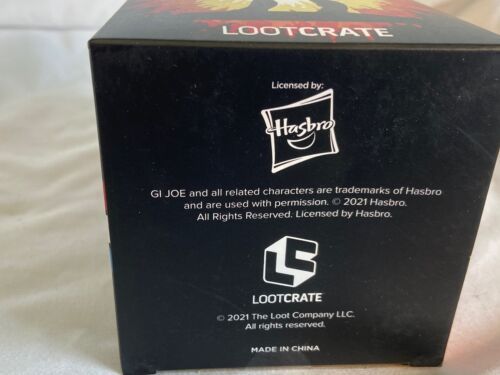 LOOTCRATE
Licensed by:
Hasbro
GI JOE and all related characters are trademarks of Hasbro
and are used with permission. © 2021 Hasbro.
All Rights Reserved. Licensed by Hasbro.
LC
LOOTCRATE
© 2021 The Loot Company LLC.
All rights reserved.
MADE IN CHINA